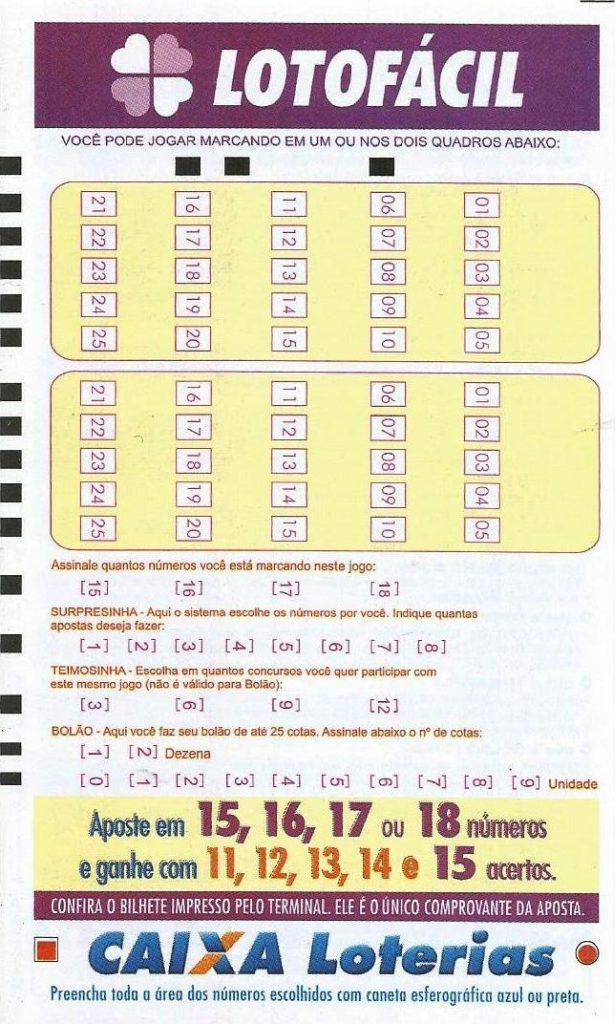 LOTOFÁCIL
VOCÊ PODE JOGAR MARCANDO EM UM OU NOS DOIS QUADROS ABAIXO:
21 16 11 06 01
22 17 12 07 02
23 18 13 08 03
24 19 14 09 04
25 20 15 10 05
21 16 11 06 01
22 17 12 07 02
23 18 13 08 03
24 19 14 09 04
25 20 15 10 05
Assinale quantos números você está marcando neste jogo:
[15] [16] [17] [18]
SURPRESINHA - Aqui o sistema escolhe os números por você. Indique quantas
apostas deseja fazer:
[1] [2] [3] [4] [5] [6] [7] [8]
TEIMOSINHA - Escolha em quantos concursos você quer participar com
este mesmo jogo (não é válido para Bolão):
[3] [6] [9] [12]
BOLÃO - Aqui você faz seu bolão de até 25 cotas. Assinale abaixo o nº de cotas:
[1] [2] Dezena
[0] [1] [2] [3] [4] [5] [6] [7] [8] [9] Unidade
Aposte em 15, 16, 17 ou 18 números
e ganhe com 11, 12, 13, 14 e 15 acertos.
CONFIRA O BILHETE IMPRESSO PELO TERMINAL. ELE É O ÚNICO COMPROVANTE DA APOSTA.
CAIXA Loterias
Preencha toda a área dos números escolhidos com caneta esferográfica azul ou preta.